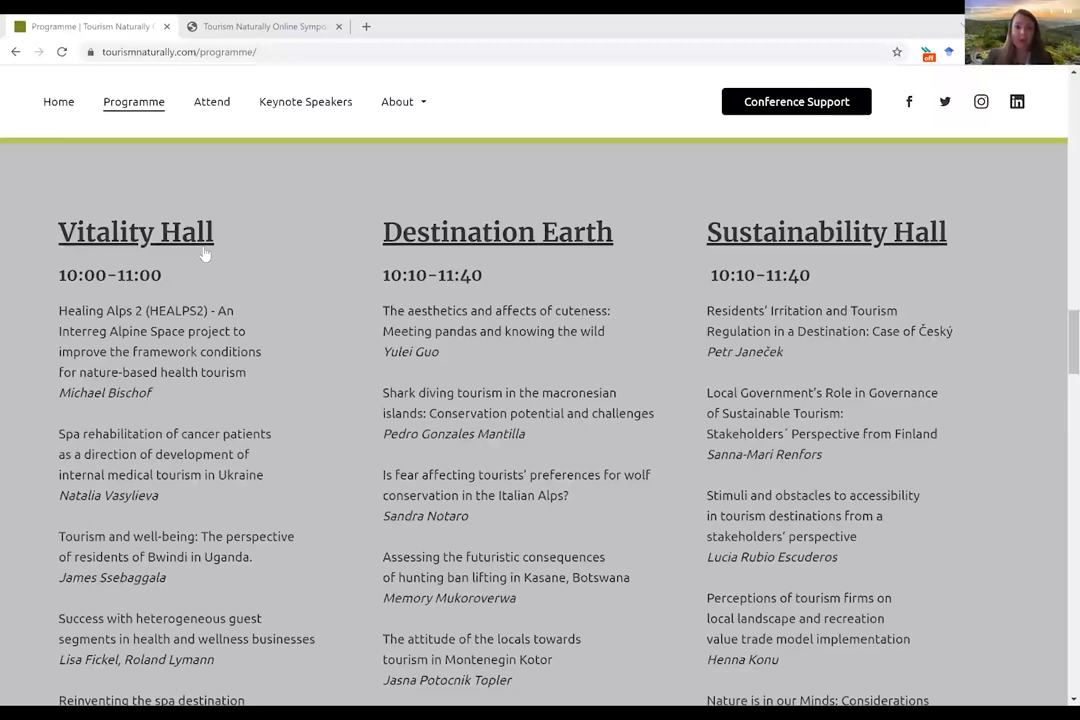 Programme | Tourism Naturally
Tourism Naturally Online Sympo
tourismnaturally.com/programme/
off
Home
Programme
Attend
Keynote Speakers
About
Conference Support
Vitality Hall
10:00-11:00
Healing Alps 2 (HEALPS2) - An
Interreg Alpine Space project to
improve the framework conditions
for nature-based health tourism
Michael Bischof
Spa rehabilitation of cancer patients
as a direction of development of
internal medical tourism in Ukraine
Natalia Vasylieva
Tourism and well-being: The perspective
of residents of Bwindi in Uganda.
James Ssebaggala
Success with heterogeneous guest
segments in health and wellness businesses
Lisa Fickel, Roland Lymann
Reinventing the spa destination
Destination Earth
10:10-11:40
The aesthetics and affects of cuteness:
Meeting pandas and knowing the wild
Yulei Guo
Shark diving tourism in the macronesian
islands: Conservation potential and challenges
Pedro Gonzales Mantilla
Is fear affecting tourists' preferences for wolf
conservation in the Italian Alps?
Sandra Notaro
Assessing the futuristic consequences
of hunting ban lifting in Kasane, Botswana
Memory Mukoroverwa
The attitude of the locals towards
tourism in Montenegin Kotor
Jasna Potocnik Topler
Sustainability Hall
10:10-11:40
Residents' Irritation and Tourism
Regulation in a Destination: Case of Český
Petr Janeček
Local Government's Role in Governance
of Sustainable Tourism:
Stakeholders´ Perspective from Finland
Sanna-Mari Renfors
Stimuli and obstacles to accessibility
in tourism destinations from a
stakeholders' perspective
Lucia Rubio Escuderos
Perceptions of tourism firms on
local landscape and recreation
value trade model implementation
Henna Konu
Nature is in our Minds: Considerations